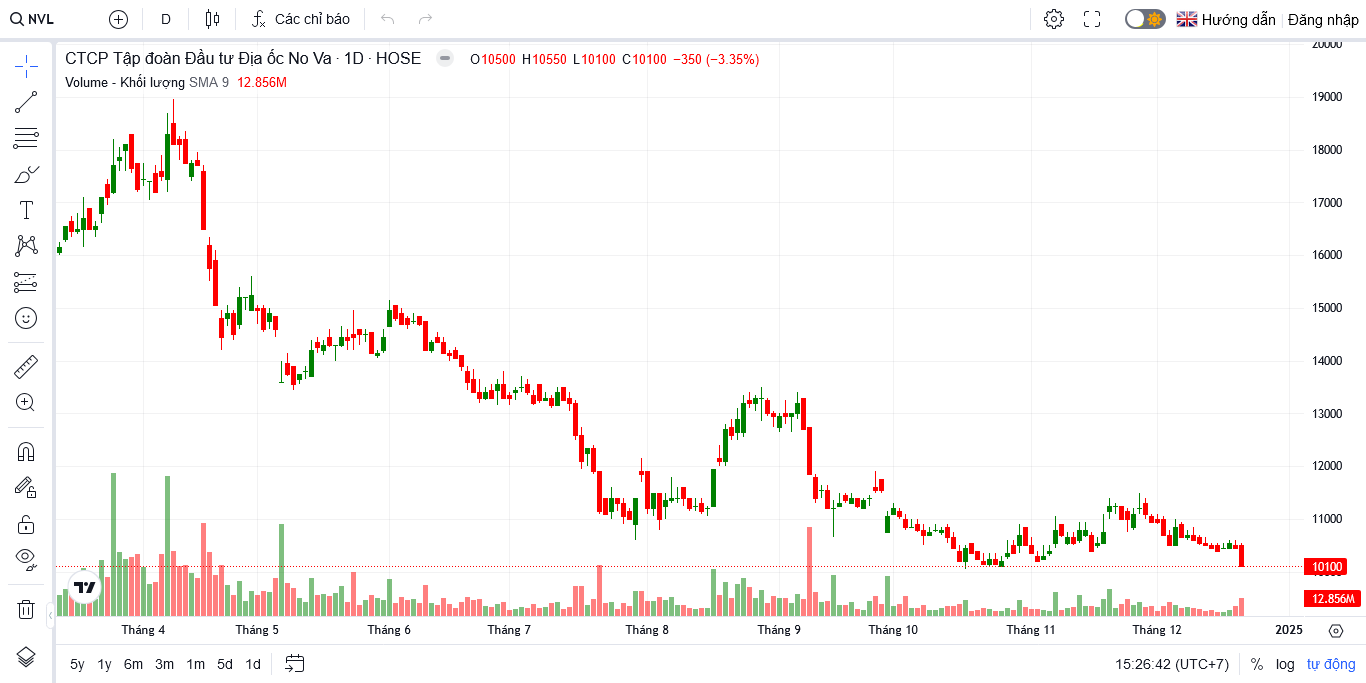 NVL D Các chỉ báo Hướng dẫn Đăng nhập
CTCP Tập đoàn Đầu tư Địa ốc No Va · 1D · HOSE O10500 H10550 L10100 C10100 −350 (−3.35%)
Volume - Khối lượng SMA 9 12.856M
20000
19000
18000
17000
16000
15000
14000
13000
12000
11000
10100
12.856M
Tháng 4 Tháng 5 Tháng 6 Tháng 7 Tháng 8 Tháng 9 Tháng 10 Tháng 11 Tháng 12 2025
5y 1y 6m 3m 1m 5d 1d 15:26:42 (UTC+7) % log tự động